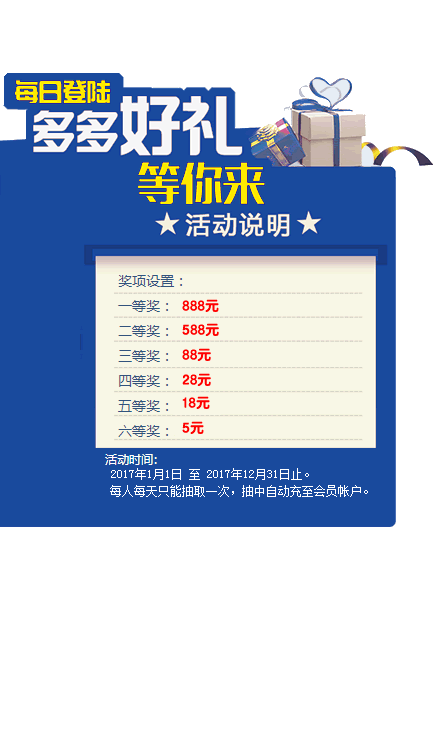 每日登陆
多多好礼
等你来
★活动说明★
奖项设置：
一等奖： 888元
二等奖： 588元
三等奖： 88元
四等奖： 28元
五等奖： 18元
六等奖： 5元
活动时间:
2017年1月1日 至 2017年12月31日止。
每人每天只能抽取一次，抽中自动充至会员帐户。